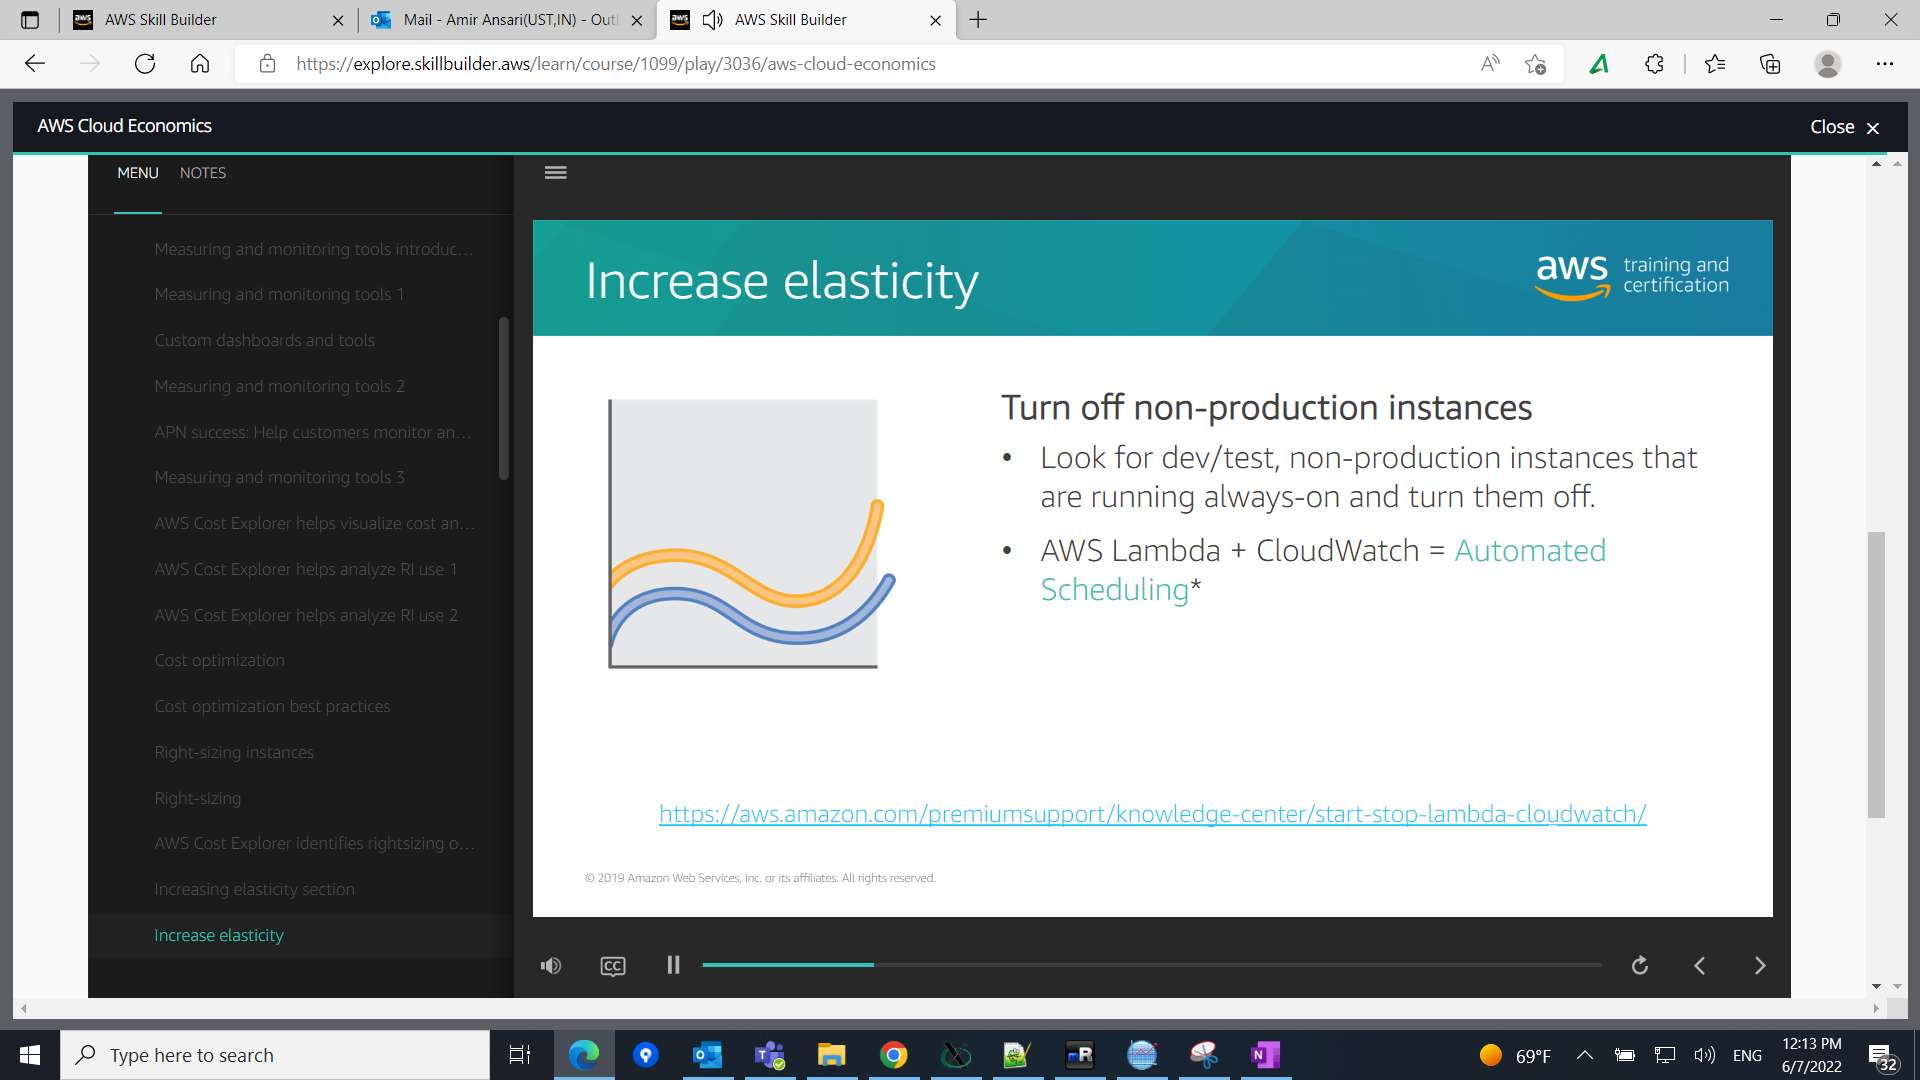 AWS Skill Builder
Mail - Amir Ansari(UST,IN) - Outl
AWS Skill Builder
https://explore.skillbuilder.aws/learn/course/1099/play/3036/aws-cloud-economics
AWS Cloud Economics
Close
MENU
NOTES
Measuring and monitoring tools introduc...
Measuring and monitoring tools 1
Custom dashboards and tools
Measuring and monitoring tools 2
APN success: Help customers monitor an...
Measuring and monitoring tools 3
AWS Cost Explorer helps visualize cost an...
AWS Cost Explorer helps analyze RI use 1
AWS Cost Explorer helps analyze RI use 2
Cost optimization
Cost optimization best practices
Right-sizing instances
Right-sizing
AWS Cost Explorer identifies rightsizing o...
Increasing elasticity section
Increase elasticity
Increase elasticity
aws training and
certification
Turn off non-production instances
• Look for dev/test, non-production instances that
are running always-on and turn them off.
• AWS Lambda + CloudWatch = Automated
Scheduling*
https://aws.amazon.com/premiumsupport/knowledge-center/start-stop-lambda-cloudwatch/
© 2019 Amazon Web Services, Inc. or its affiliates. All rights reserved.
CC
Type here to search
69°F
ENG
12:13 PM
6/7/2022
32